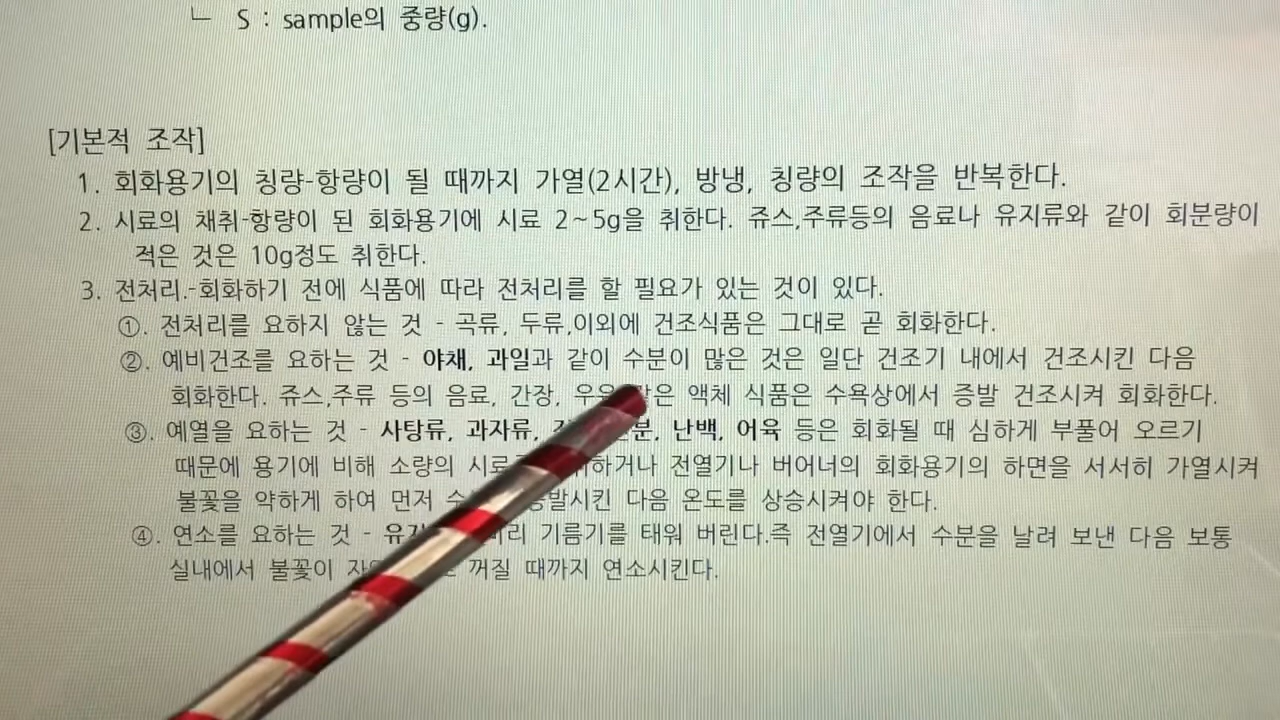 S : sample의 중량(g).
[기본적 조작]
1. 회화용기의 칭량-항량이 될 때까지 가열(2시간), 방냉, 칭량의 조작을 반복한다.
2. 시료의 채취-항량이 된 회화용기에 시료 2~5g을 취한다. 쥬스,주류등의 음료나 유지류와 같이 회분량이
적은 것은 10g정도 취한다.
3. 전처리.-회화하기 전에 식품에 따라 전처리를 할 필요가 있는 것이 있다.
①. 전처리를 요하지 않는 것 - 곡류, 두류,이외에 건조식품은 그대로 곧 회화한다.
②. 예비건조를 요하는 것 - 야채, 과일과 같이 수분이 많은 것은 일단 건조기 내에서 건조시킨 다음
회화한다. 쥬스,주류 등의 음료, 간장, 액체 식품은 수욕상에서 증발 건조시켜 회화한다.
③. 예열을 요하는 것 - 사탕류, 과자류, 난백, 어육 등은 회화될 때 심하게 부풀어 오르기
때문에 용기에 비해 소량의 전열기나 버어너의 회화용기의 하면을 서서히 가열시켜
불꽃을 약하게 하여 먼저 다음 온도를 상승시켜야 한다.
④. 연소를 요하는 것 - 기름기를 태워 버린다.즉 전열기에서 수분을 날려 보낸 다음 보통
실내에서 불꽃이 꺼질 때까지 연소시킨다.